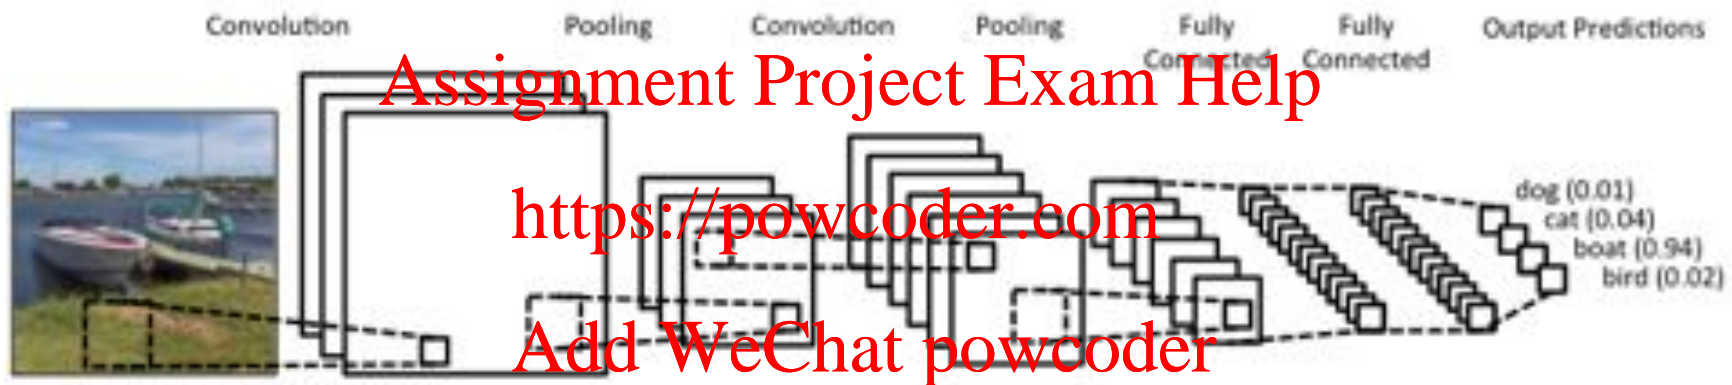 Convolution Pooling Convolution Pooling Fully Connected Fully Connected Output Predictions
Assignment Project Exam Help
https://powcoder.com
dog (0.01)
cat (0.04)
boat (0.94)
bird (0.02)
Add WeChat powcoder